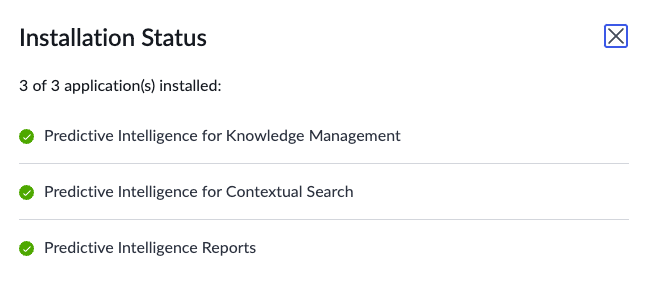 Installation Status
3 of 3 application(s) installed:
Predictive Intelligence for Knowledge Management
Predictive Intelligence for Contextual Search
Predictive Intelligence Reports